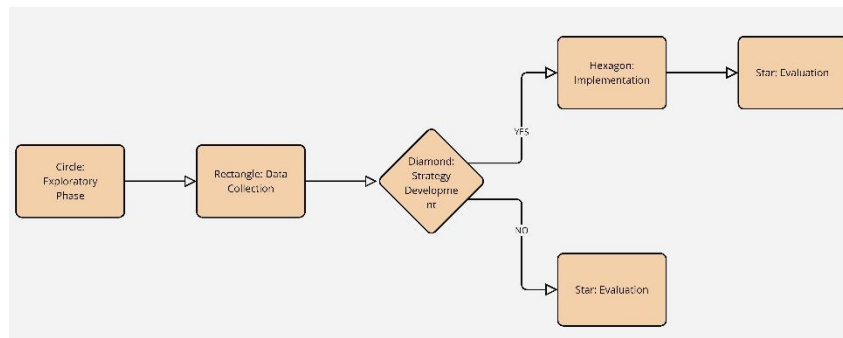 Circle:
Exploratory
Phase
Rectangle: Data
Collection
Diamond:
Strategy
Developme
nt
YES
Hexagon:
Implementation
Star: Evaluation
NO
Star: Evaluation